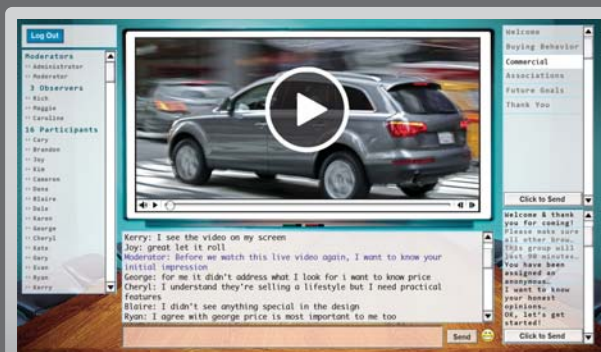 Log Out
Moderators
Administrator
Moderator
3 Observers
Rich
Maggie
Caroline
16 Participants
Cary
Brandon
Joy
Kim
Cameron
Dana
Blaire
Dale
Karen
George
Cheryl
Kate
Gary
Evan
Ryan
Kerry
Kerry: I see the video on my screen
Joy: great let it roll
Moderator: Before we watch this live video again, I want to know your
initial impression
George: for me it didn't address what I look for i want to know price
Cheryl: I understand they're selling a lifestyle but I need practical
features
Blaire: I didn't see anything special in the design
Ryan: I agree with george price is most important to me too
Send
Welcome
Buying Behavior
Commercial
Associations
Future Goals
Thank You
Click to Send
Welcome & thank
you for coming!
Please make sure
all other brow…
This group will
last 90 minutes…
You have been
assigned an
anonymous…
I want to know
your honest
opinions…
OK, let's get
started!
Click to Send